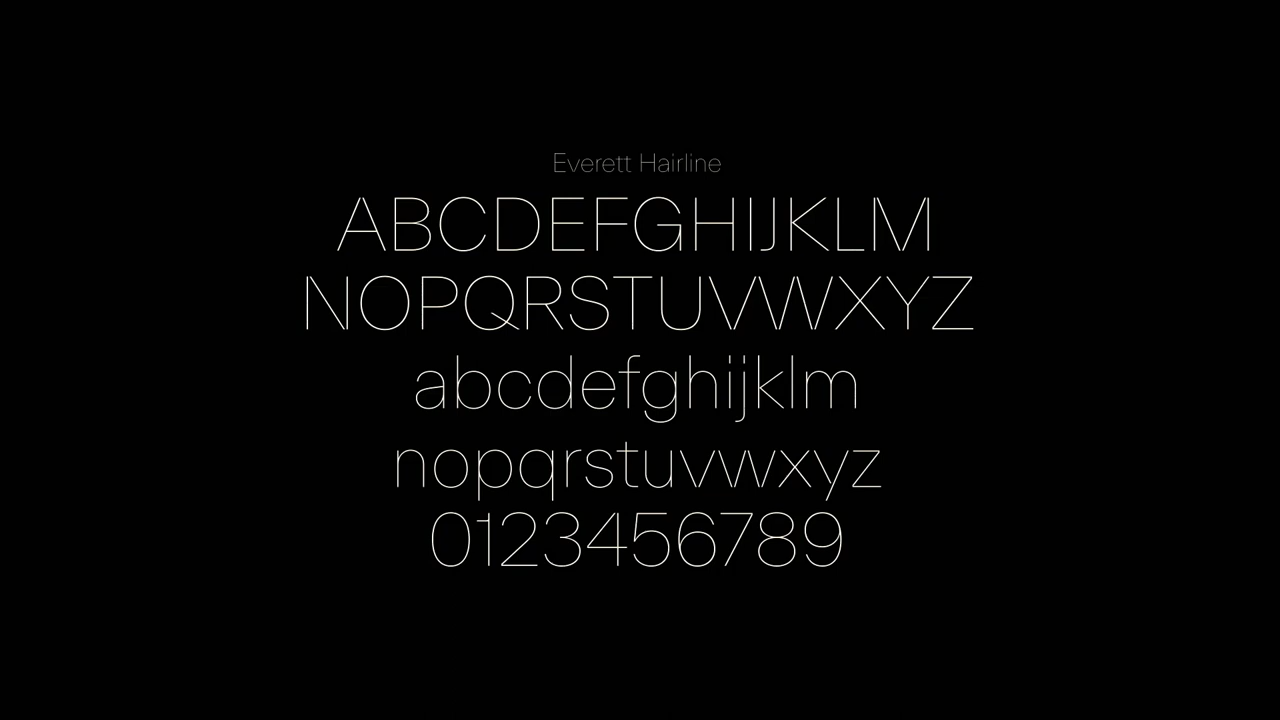 Everett Hairline
ABCDEFGHIJKLM
NOPQRSTUVWXYZ
abcdefghijklm
nopqrstuvwxyz
0123456789